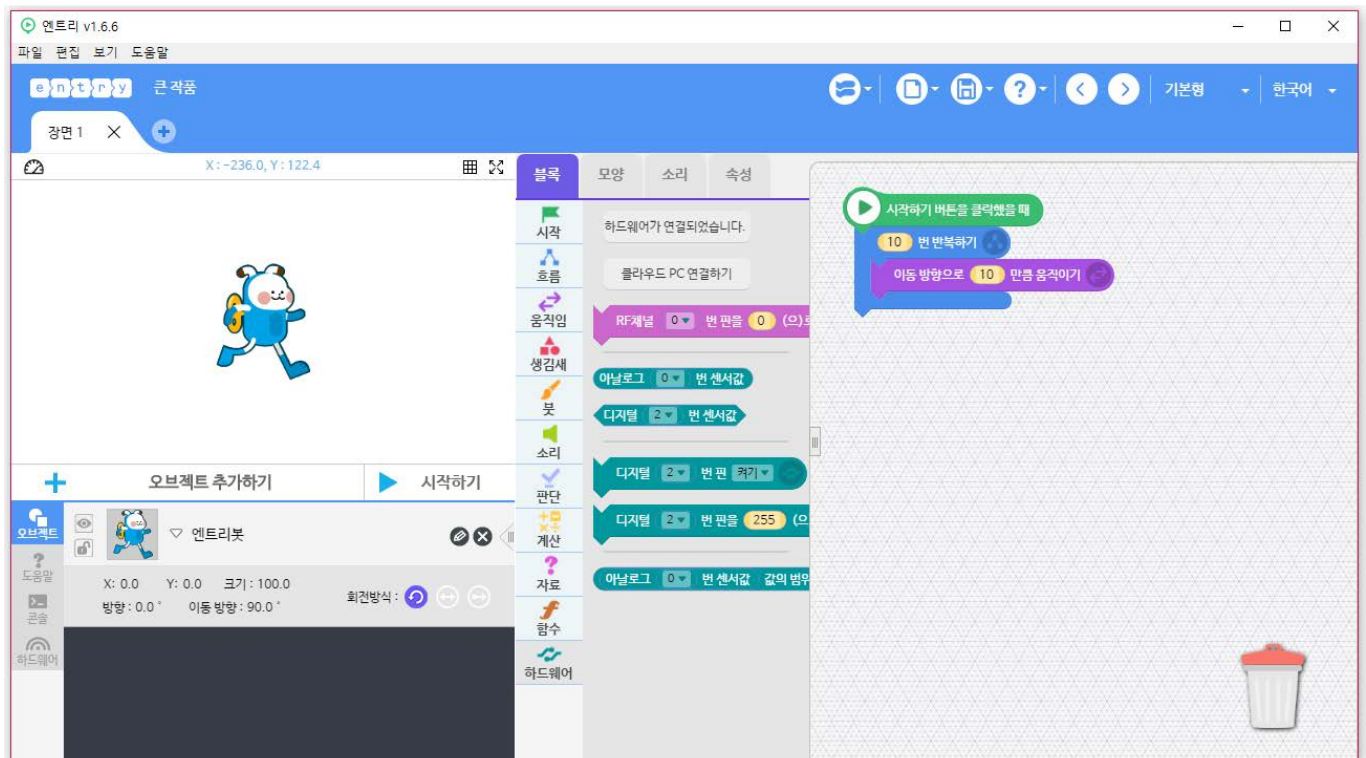 엔트리 v1.6.6
파일 편집 보기 도움말
entry 큰 작품 기본형 한국어
장면 1
X : -236.0, Y : 122.4
블록 모양 소리 속성
시작
흐름
움직임
생김새
붓
소리
판단
계산
자료
함수
하드웨어
하드웨어가 연결되었습니다.
클라우드 PC 연결하기
RF채널 0 번 핀을 0 (으)로
아날로그 0 번 센서값
디지털 2 번 센서값
디지털 2 번 핀 켜기
디지털 2 번 핀을 255 (으
아날로그 0 번 센서값 값의 범위
시작하기 버튼을 클릭했을 때
10 번 반복하기
이동 방향으로 10 만큼 움직이기
오브젝트 추가하기 시작하기
오브젝트
도움말
콘솔
하드웨어
엔트리봇
X: 0.0 Y: 0.0 크기 : 100.0
방향 : 0.0˚ 이동 방향 : 90.0˚
회전방식 :